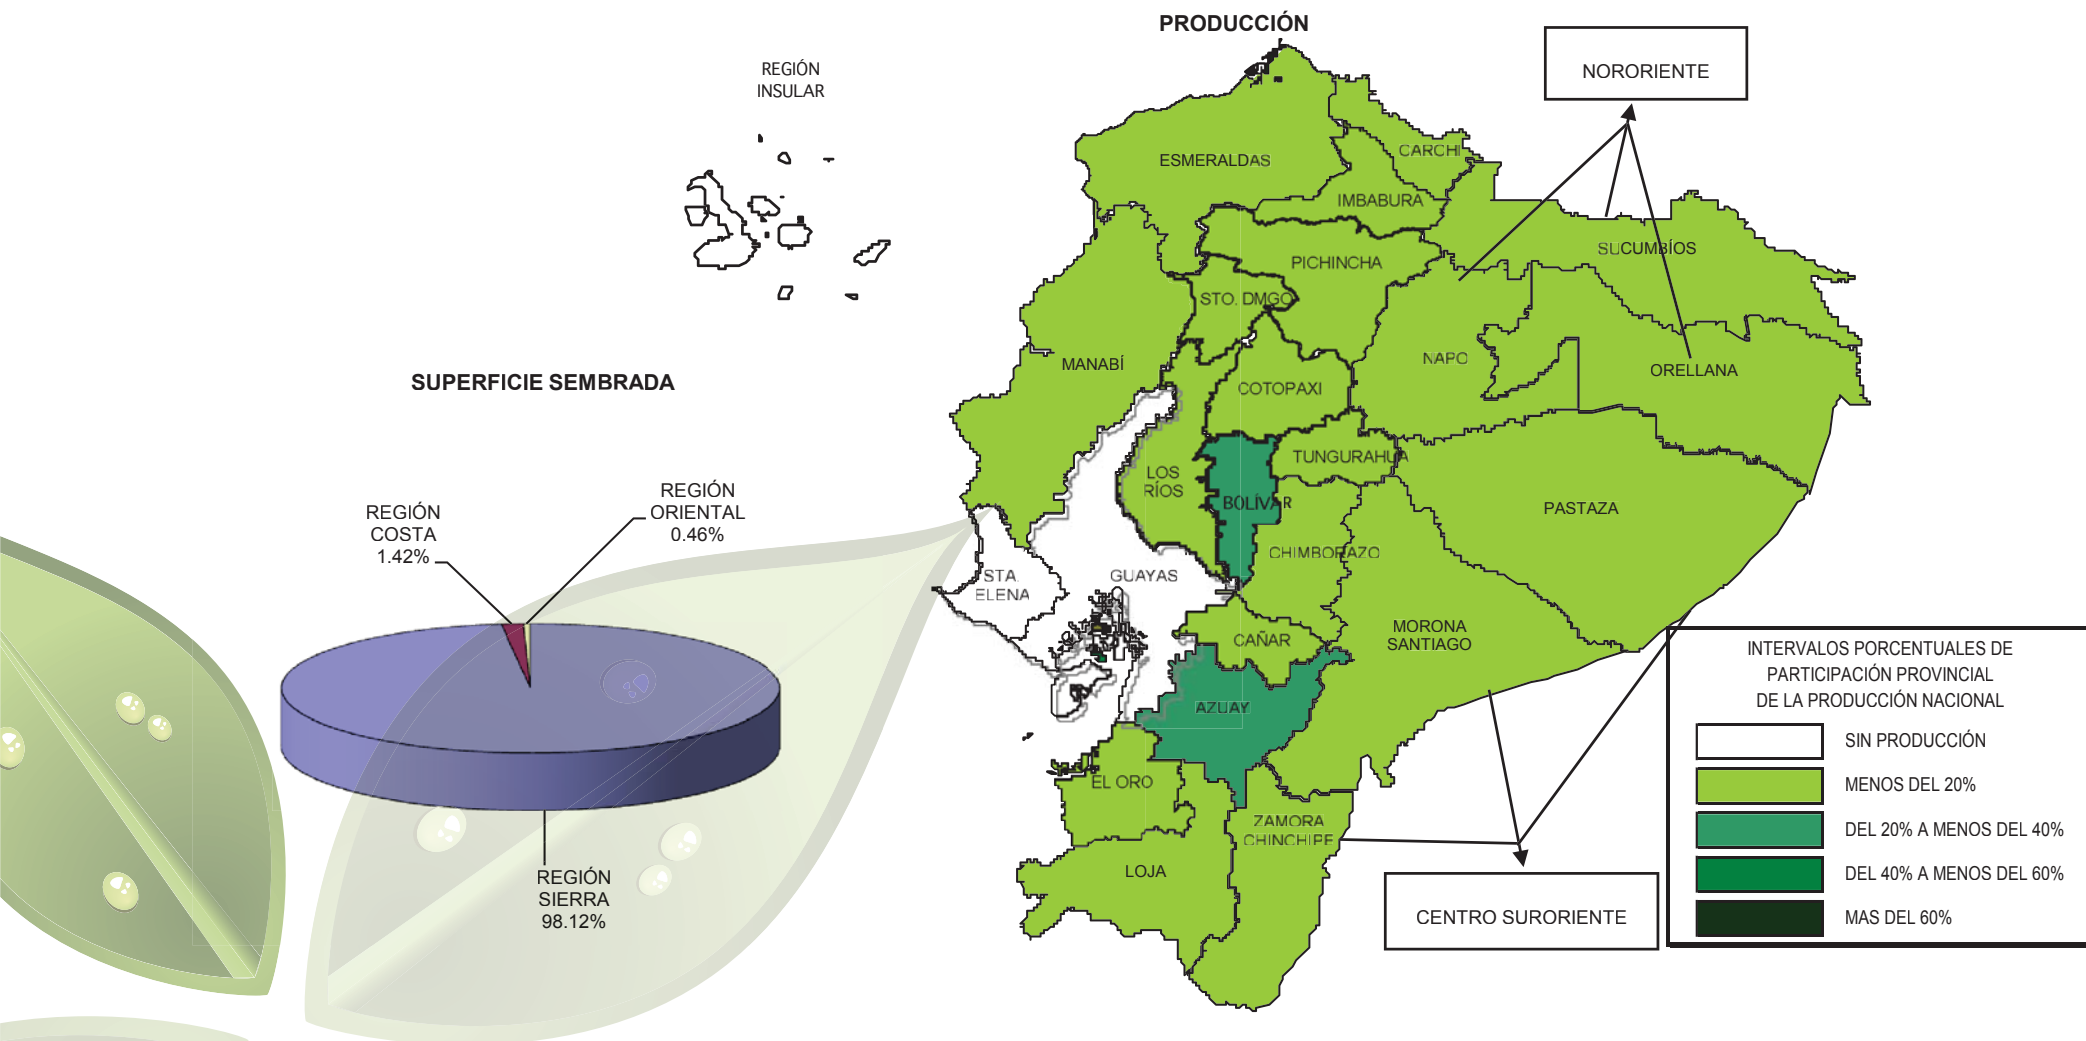 PRODUCCIÓN
REGIÓN
INSULAR
NORORIENTE
ESMERALDAS
CARCHI
IMBABURA
SUCUMBÍOS
PICHINCHA
STO. DMGO
MANABÍ
NAPO
ORELLANA
COTOPAXI
TUNGURAHUA
LOS
RÍOS
BOLÍVAR
PASTAZA
CHIMBORAZO
STA.
ELENA
GUAYAS
CAÑAR
MORONA
SANTIAGO
AZUAY
EL ORO
ZAMORA
CHINCHIPE
LOJA
CENTRO SURORIENTE
SUPERFICIE SEMBRADA
REGIÓN
COSTA
1.42%
REGIÓN
ORIENTAL
0.46%
REGIÓN
SIERRA
98.12%
INTERVALOS PORCENTUALES DE
PARTICIPACIÓN PROVINCIAL
DE LA PRODUCCIÓN NACIONAL
SIN PRODUCCIÓN
MENOS DEL 20%
DEL 20% A MENOS DEL 40%
DEL 40% A MENOS DEL 60%
MAS DEL 60%